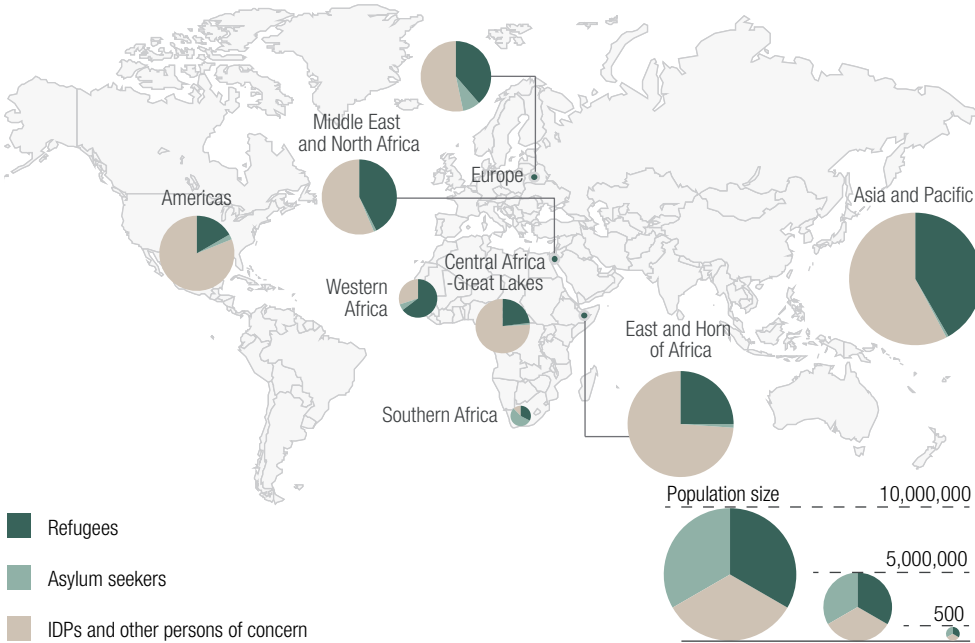 Middle East
and North Africa
Europe
Americas
Asia and Pacific
Western
Africa
Central Africa
-Great Lakes
East and Horn
of Africa
Southern Africa
Population size
10,000,000
5,000,000
500
Refugees
Asylum seekers
IDPs and other persons of concern